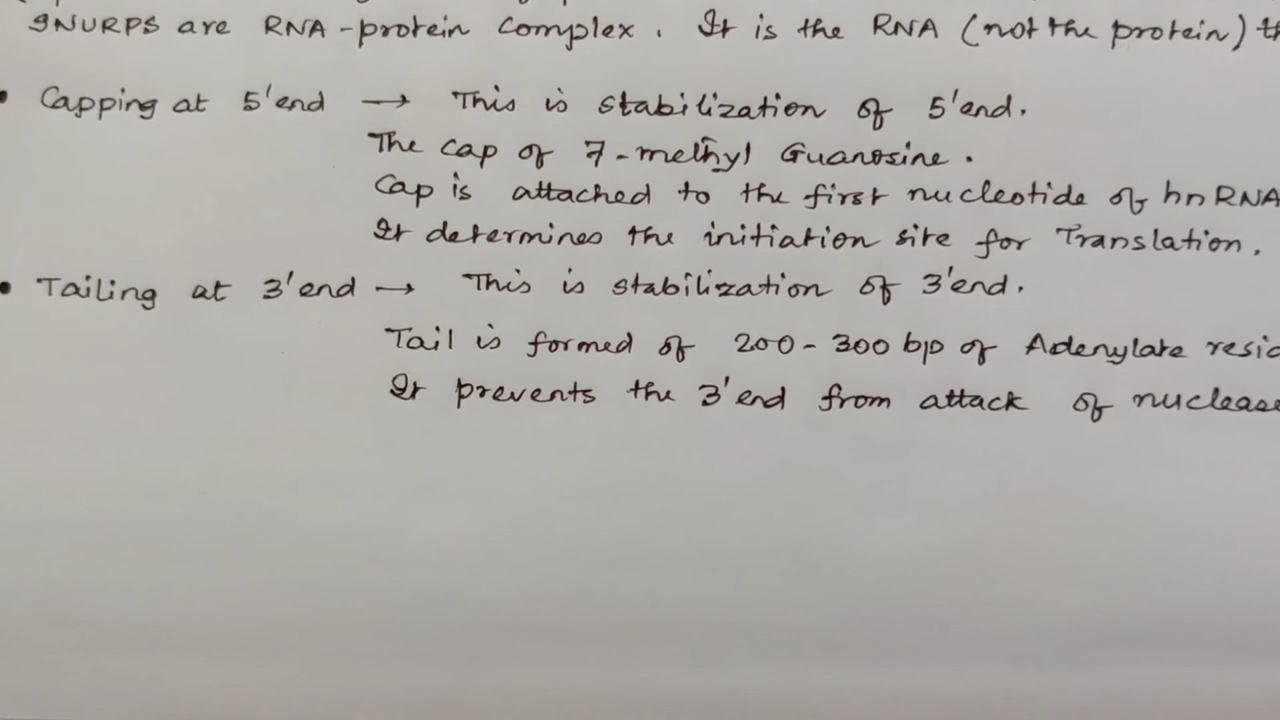 SNURPS are RNA-protein complex. It is the RNA (not the protein)
• Capping at 5'end → This is stabilization of 5'end.
The cap of 7-methyl Guanosine.
Cap is attached to the first nucleotide of hnRNA
It determines the initiation site for Translation.
• Tailing at 3'end → This is stabilization of 3'end.
Tail is formed of 200-300 bp of Adenylate
It prevents the 3'end from attack of nuclease